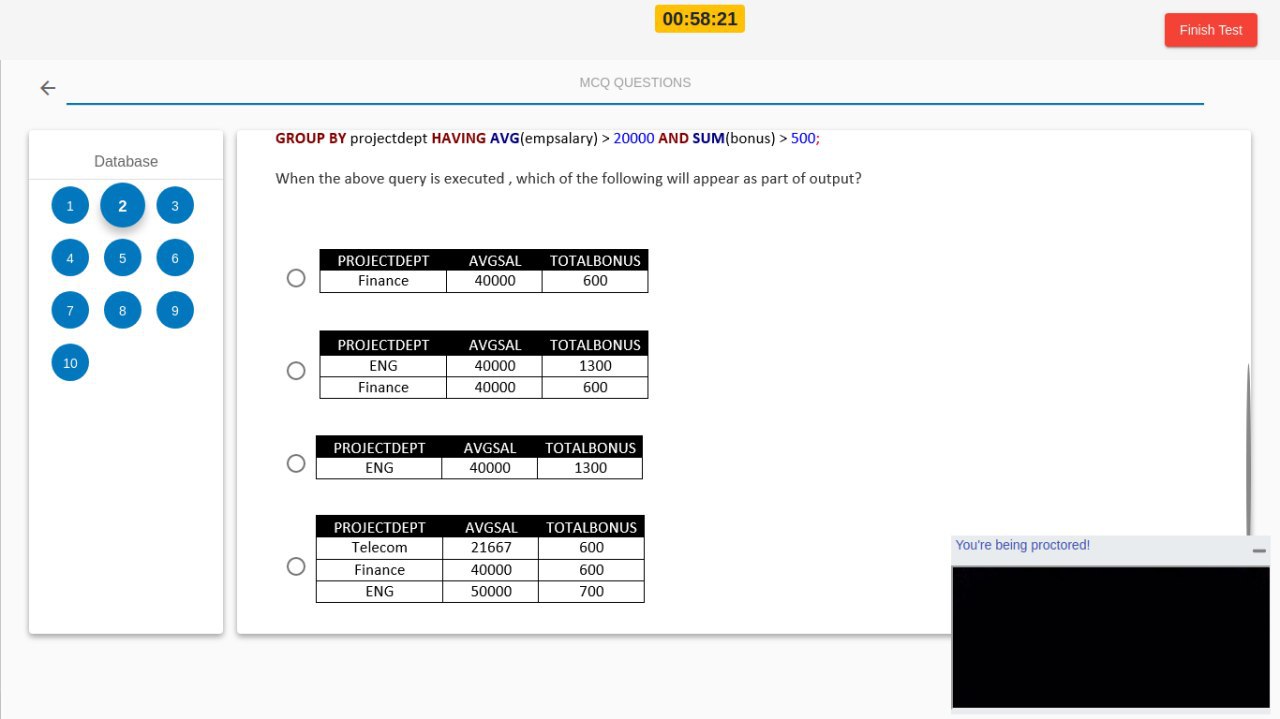 00:58:21
Finish Test
MCQ QUESTIONS
Database
1 2 3
4 5 6
7 8 9
10
GROUP BY projectdept HAVING AVG(empsalary) > 20000 AND SUM(bonus) > 500;
When the above query is executed , which of the following will appear as part of output?
PROJECTDEPT AVGSAL TOTALBONUS
Finance 40000 600
PROJECTDEPT AVGSAL TOTALBONUS
ENG 40000 1300
Finance 40000 600
PROJECTDEPT AVGSAL TOTALBONUS
ENG 40000 1300
PROJECTDEPT AVGSAL TOTALBONUS
Telecom 21667 600
Finance 40000 600
ENG 50000 700
You're being proctored!